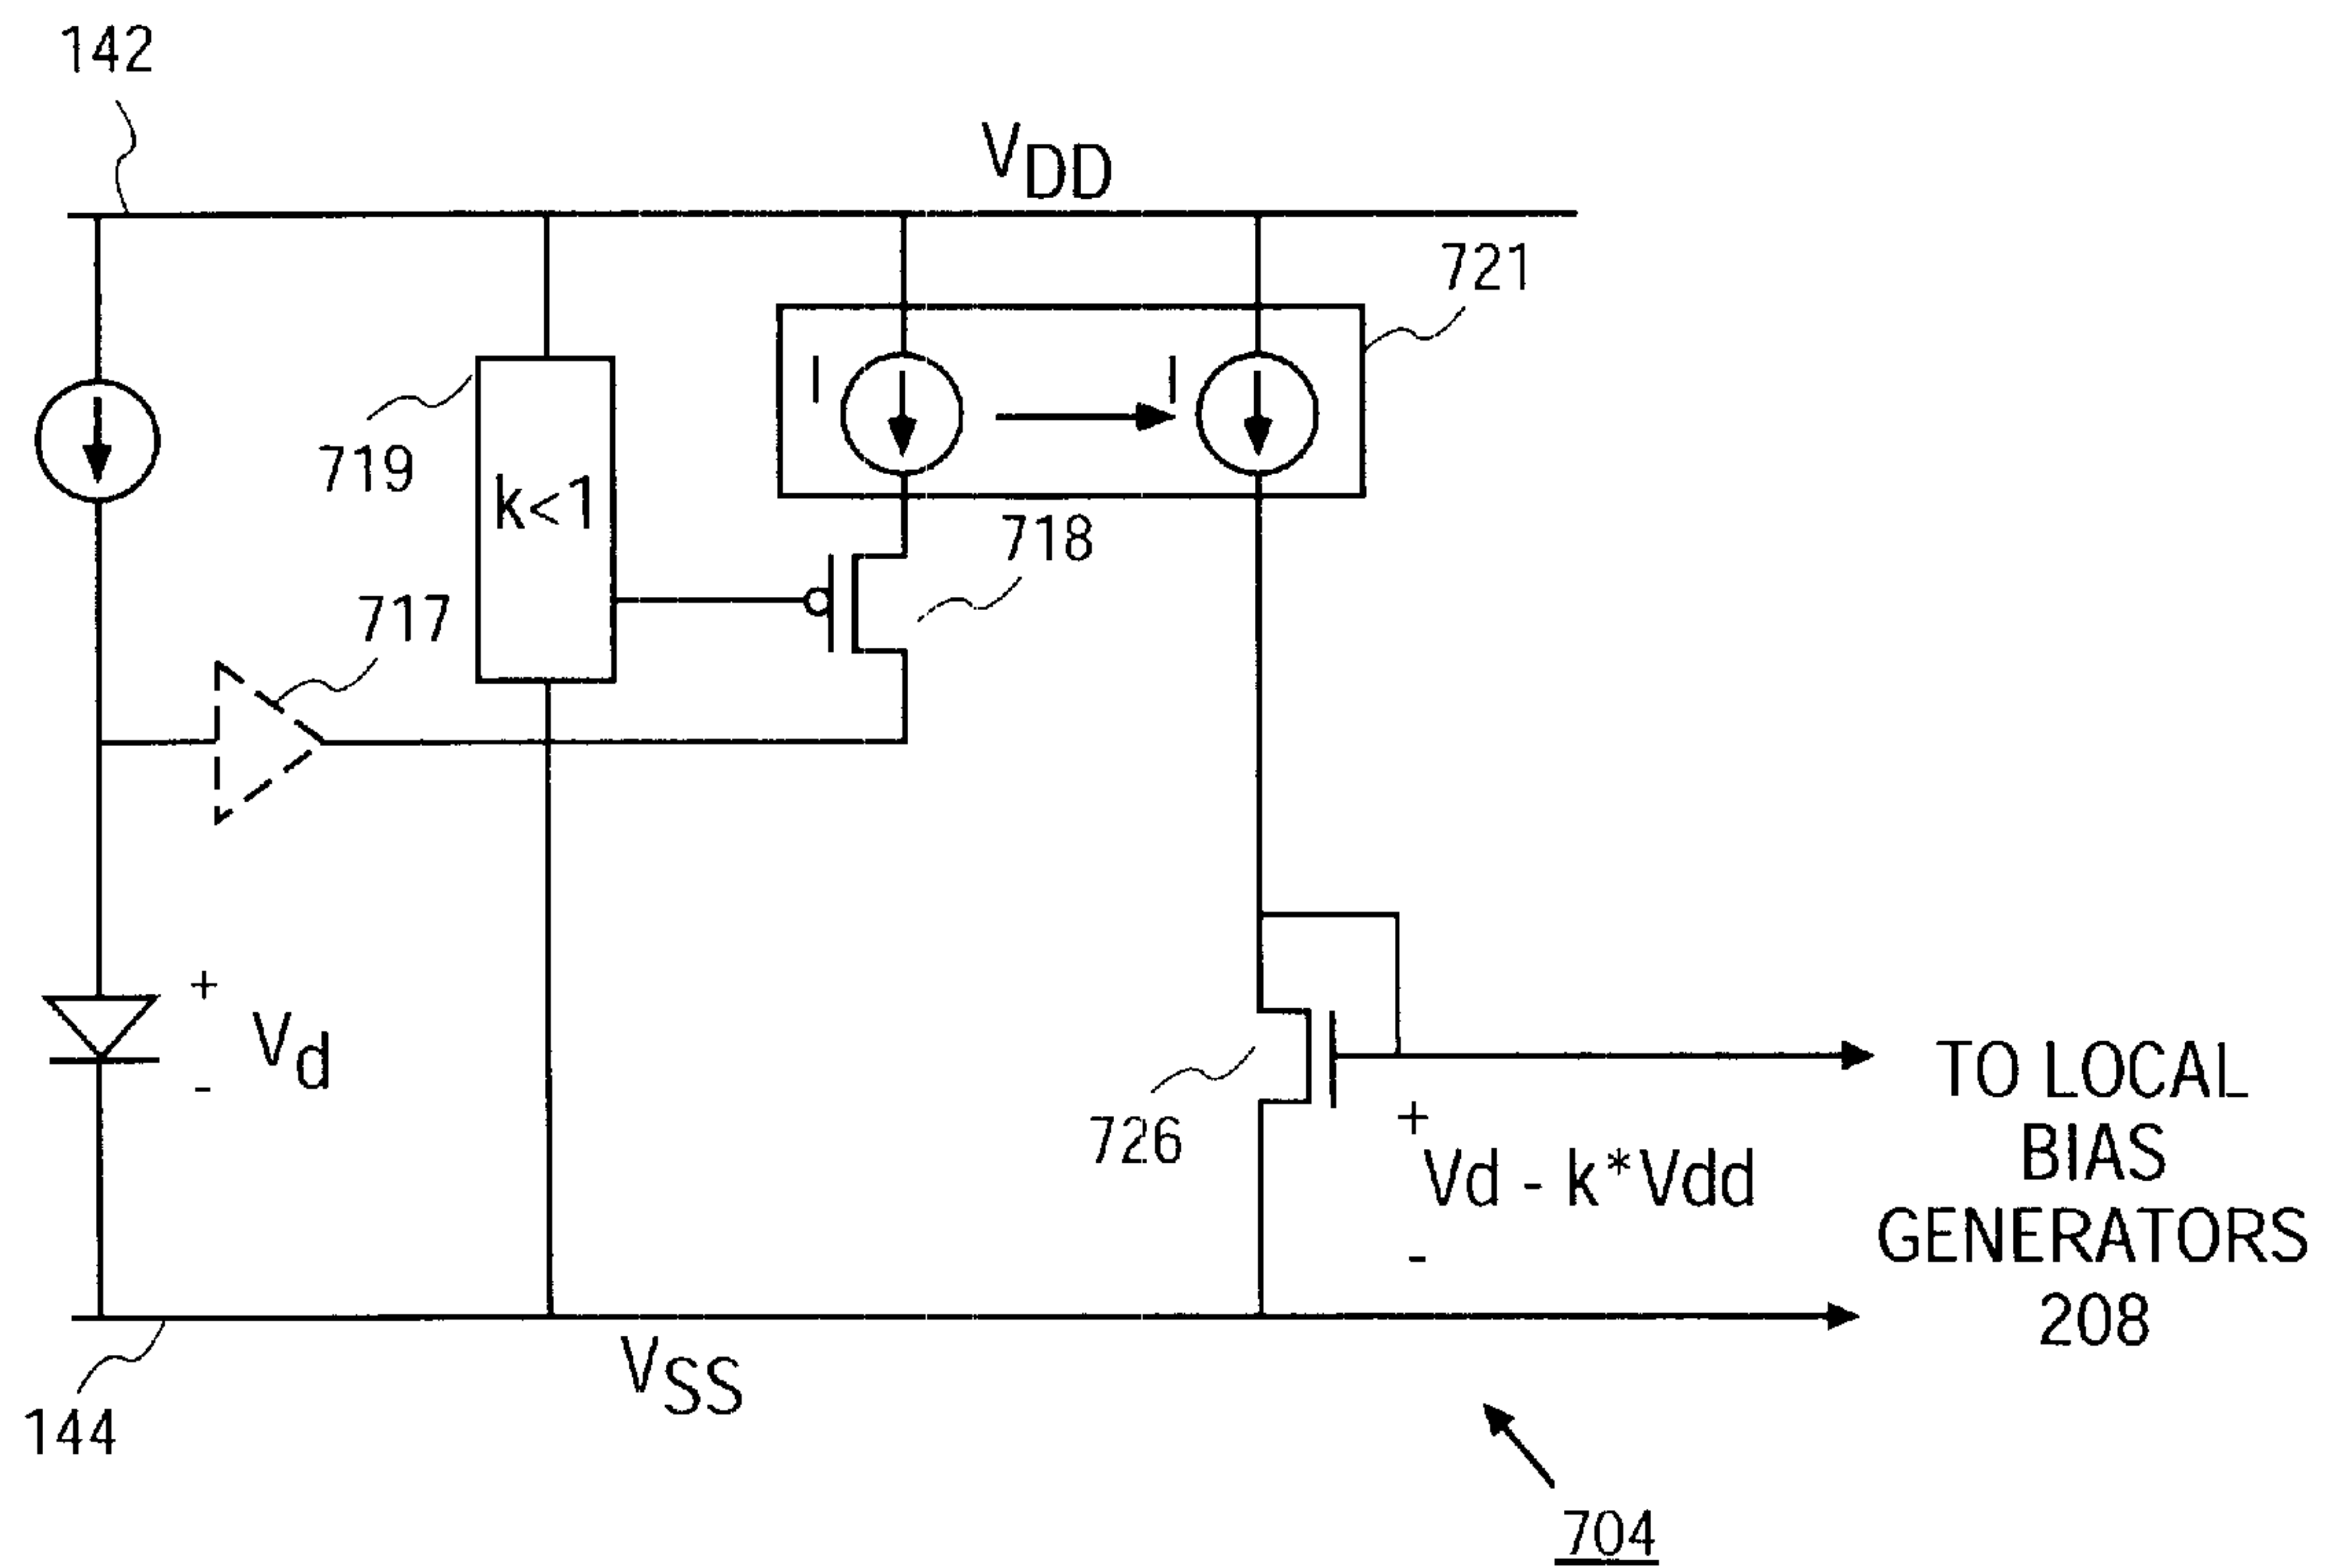 142
VDD
721
I
I
719
k<1
718
717
+
Vd
-
726
+
Vd - k*Vdd
-
TO LOCAL
BIAS
GENERATORS
208
VSS
144
704